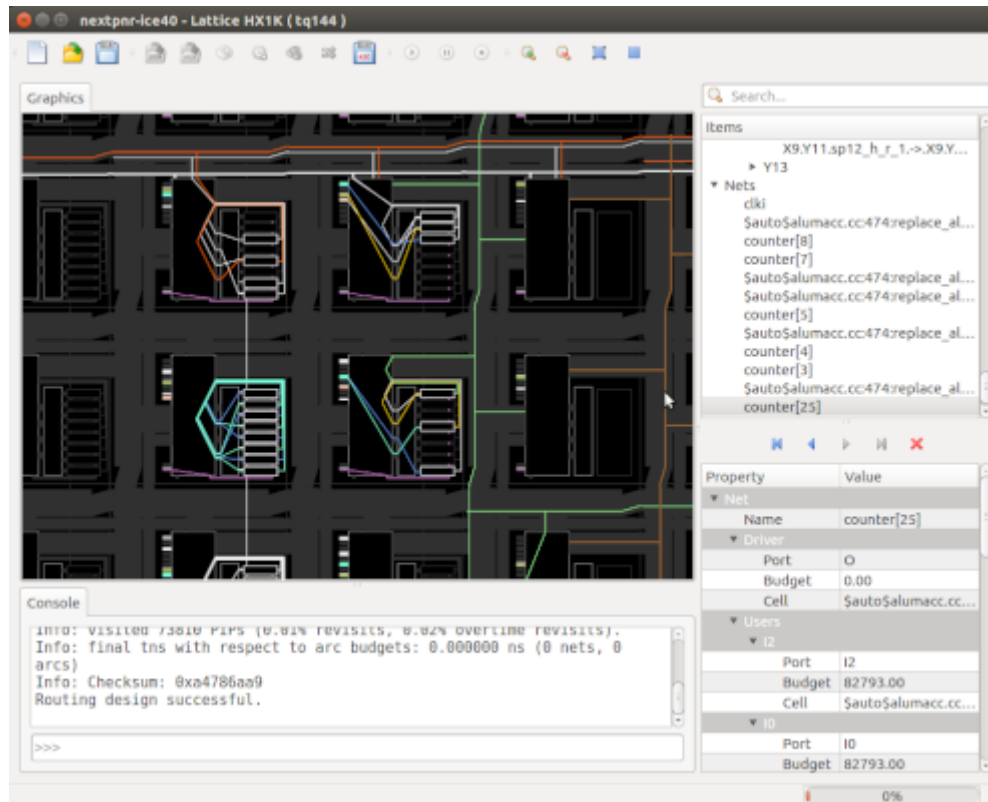 nextpnr-ice40 - Lattice HX1K ( tq144 )
Graphics
Search...
Items
X9.Y11.sp12_h_r_1.->.X9.Y...
Y13
Nets
clki
$auto$alumacc.cc:474:replace_al...
counter[8]
counter[7]
$auto$alumacc.cc:474:replace_al...
$auto$alumacc.cc:474:replace_al...
counter[5]
$auto$alumacc.cc:474:replace_al...
counter[4]
counter[3]
$auto$alumacc.cc:474:replace_al...
counter[25]
Property Value
Net
Name counter[25]
Driver
Port O
Budget 0.00
Cell $auto$alumacc.cc...
Users
I2
Port I2
Budget 82793.00
Cell $auto$alumacc.cc...
I0
Port I0
Budget 82793.00
Console
Info: Visited 73810 PIPs (0.01% revisits, 0.02% overtime revisits).
Info: final tns with respect to arc budgets: 0.000000 ns (0 nets, 0
arcs)
Info: Checksum: 0xa4786aa9
Routing design successful.
>>>
0%